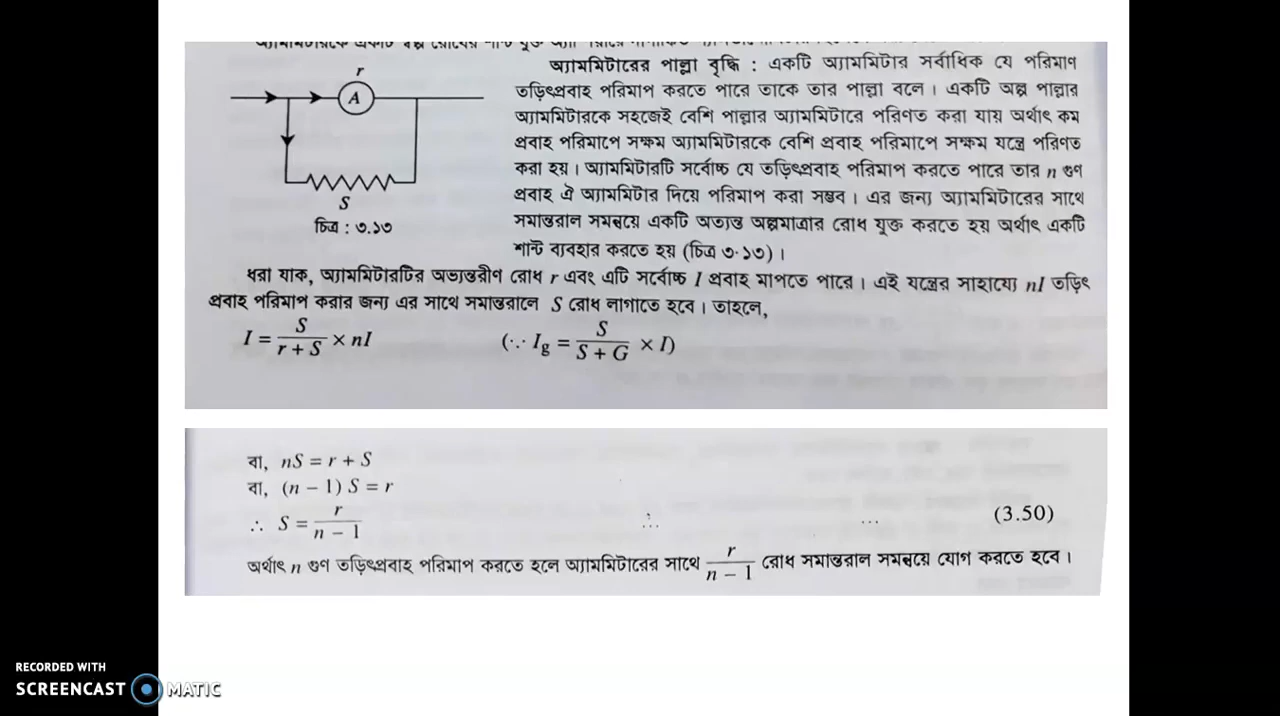 অ্যামমিটারের পাল্লা বৃদ্ধি : একটি অ্যামমিটার সর্বাধিক যে পরিমাণ
তড়িৎপ্রবাহ পরিমাপ করতে পারে তাকে তার পাল্লা বলে। একটি অল্প পাল্লার
অ্যামমিটারকে সহজেই বেশি পাল্লার অ্যামমিটারে পরিণত করা যায় অর্থাৎ কম
প্রবাহ পরিমাপে সক্ষম অ্যামমিটারকে বেশি প্রবাহ পরিমাপে সক্ষম যন্ত্রে পরিণত
করা হয়। অ্যামমিটারটি সর্বোচ্চ যে তড়িৎপ্রবাহ পরিমাপ করতে পারে তার n গুণ
প্রবাহ ঐ অ্যামমিটার দিয়ে পরিমাপ করা সম্ভব। এর জন্য অ্যামমিটারের সাথে
সমান্তরাল সমন্বয়ে একটি অত্যন্ত অল্পমাত্রার রোধ যুক্ত করতে হয় অর্থাৎ একটি
শান্ট ব্যবহার করতে হয় (চিত্র ৩·১৩)।
r
A
S
চিত্র : ৩.১৩
ধরা যাক, অ্যামমিটারটির অভ্যন্তরীণ রোধ r এবং এটি সর্বোচ্চ I প্রবাহ মাপতে পারে। এই যন্ত্রের সাহায্যে nI তড়িৎ
প্রবাহ পরিমাপ করার জন্য এর সাথে সমান্তরালে S রোধ লাগাতে হবে। তাহলে,
I = S/(r + S) × nI (∵ I_g = S/(S + G) × I)
বা, nS = r + S
বা, (n − 1) S = r
∴ S = r/(n − 1) ... ... (3.50)
অর্থাৎ n গুণ তড়িৎপ্রবাহ পরিমাপ করতে হলে অ্যামমিটারের সাথে r/(n − 1) রোধ সমান্তরাল সমন্বয়ে যোগ করতে হবে।
RECORDED WITH
SCREENCAST MATIC